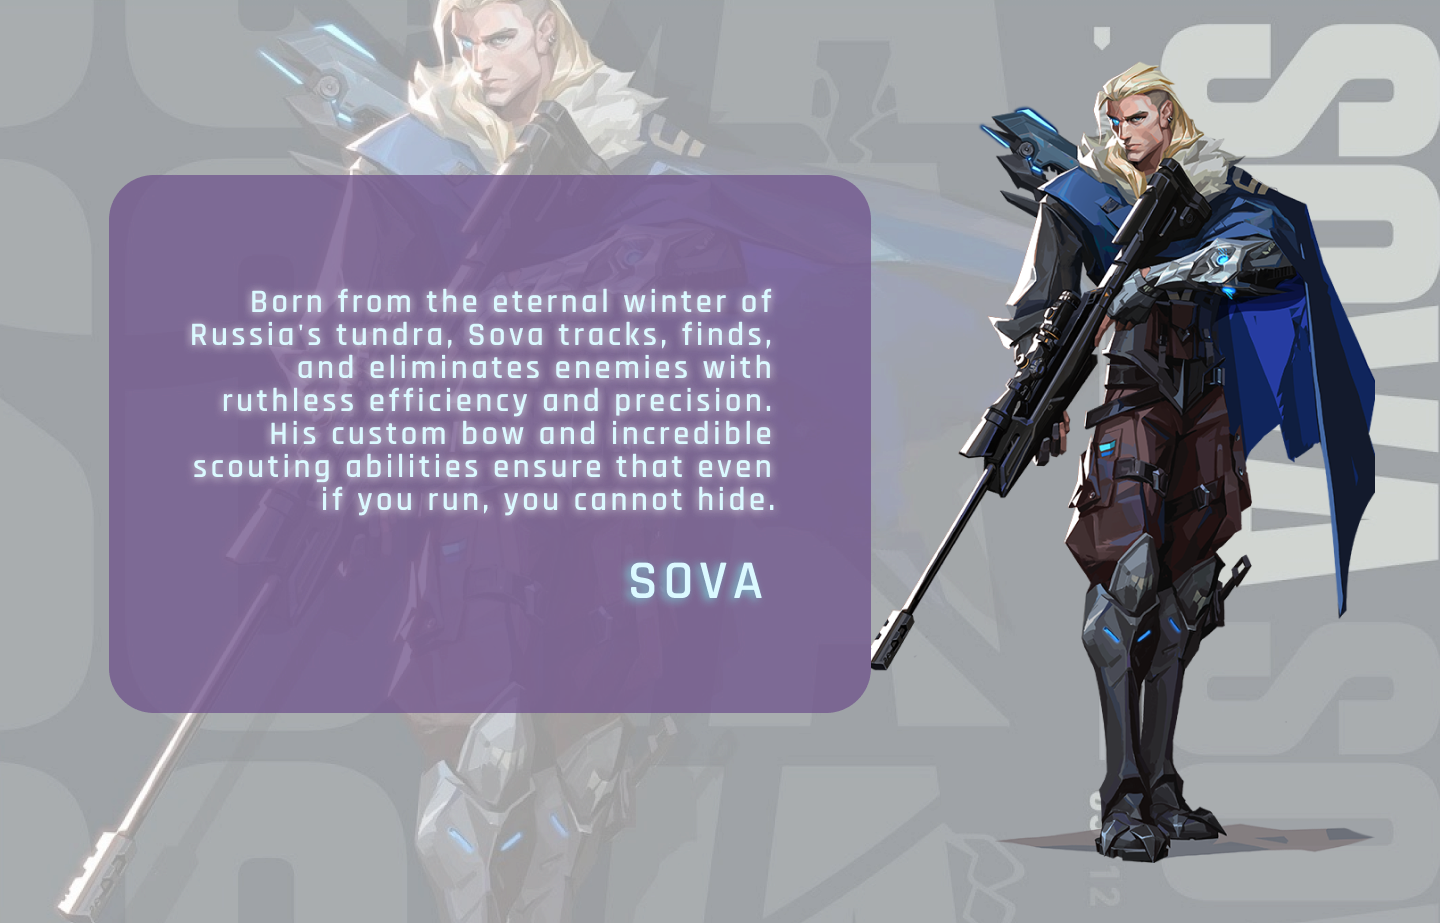 Born from the eternal winter of
Russia's tundra, Sova tracks, finds,
and eliminates enemies with
ruthless efficiency and precision.
His custom bow and incredible
scouting abilities ensure that even
if you run, you cannot hide.
SOVA
SOVA